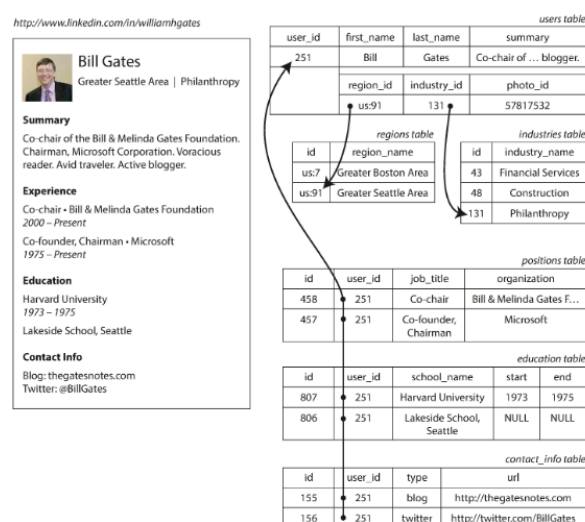 http://www.linkedin.com/in/williamhgates
Bill Gates
Greater Seattle Area | Philanthropy
Summary
Co-chair of the Bill & Melinda Gates Foundation.
Chairman, Microsoft Corporation. Voracious
reader. Avid traveler. Active blogger.
Experience
Co-chair • Bill & Melinda Gates Foundation
2000 – Present
Co-founder, Chairman • Microsoft
1975 – Present
Education
Harvard University
1973 – 1975
Lakeside School, Seattle
Contact Info
Blog: thegatesnotes.com
Twitter: @BillGates
users table
user_id first_name last_name summary
251 Bill Gates Co-chair of … blogger.
region_id industry_id photo_id
us:91 131 57817532
regions table
id region_name
us:7 Greater Boston Area
us:91 Greater Seattle Area
industries table
id industry_name
43 Financial Services
48 Construction
131 Philanthropy
positions table
id user_id job_title organization
458 251 Co-chair Bill & Melinda Gates F…
457 251 Co-founder, Microsoft
Chairman
education table
id user_id school_name start end
807 251 Harvard University 1973 1975
806 251 Lakeside School, NULL NULL
Seattle
contact_info table
id user_id type url
155 251 blog http://thegatesnotes.com
156 251 twitter http://twitter.com/BillGates